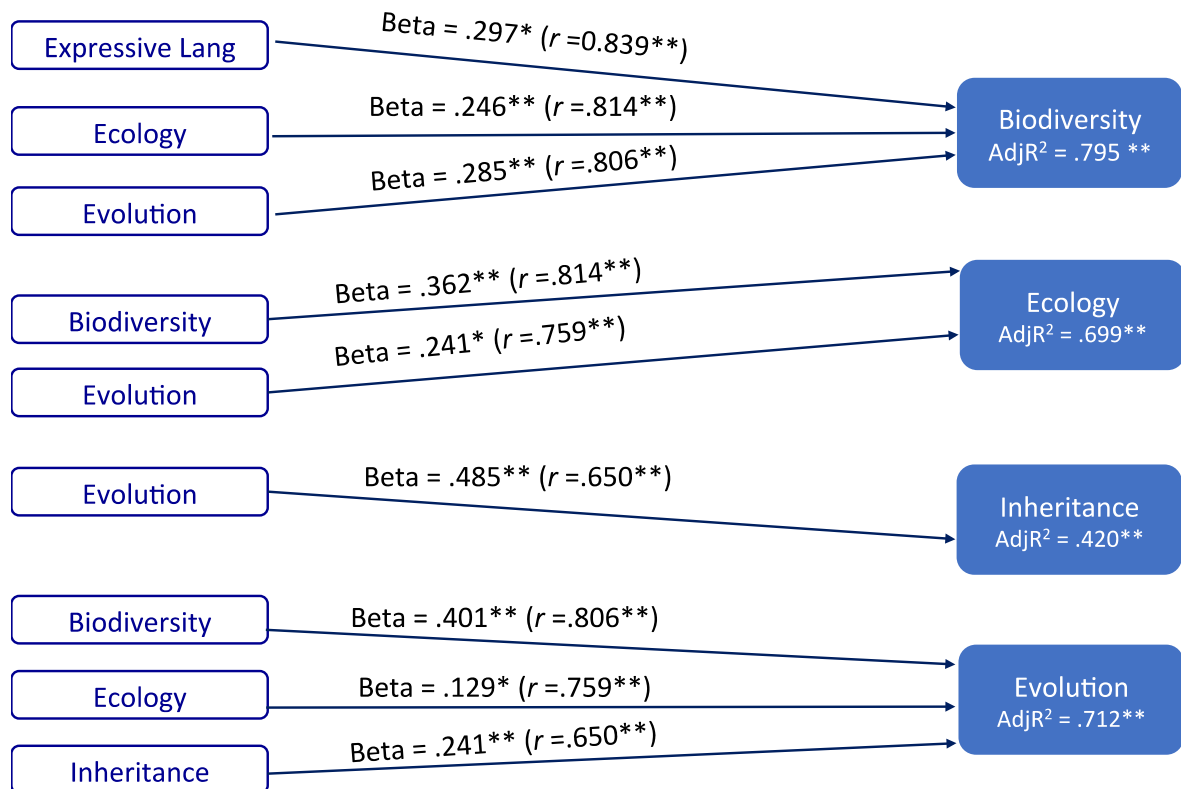 Expressive Lang
Beta = .297* (r =0.839**)
Ecology
Beta = .246** (r =.814**)
Evolution
Beta = .285** (r =.806**)
Biodiversity
AdjR² = .795 **
Biodiversity
Beta = .362** (r =.814**)
Evolution
Beta = .241* (r =.759**)
Ecology
AdjR² = .699**
Evolution
Beta = .485** (r =.650**)
Inheritance
AdjR² = .420**
Biodiversity
Beta = .401** (r =.806**)
Ecology
Beta = .129* (r =.759**)
Inheritance
Beta = .241** (r =.650**)
Evolution
AdjR² = .712**